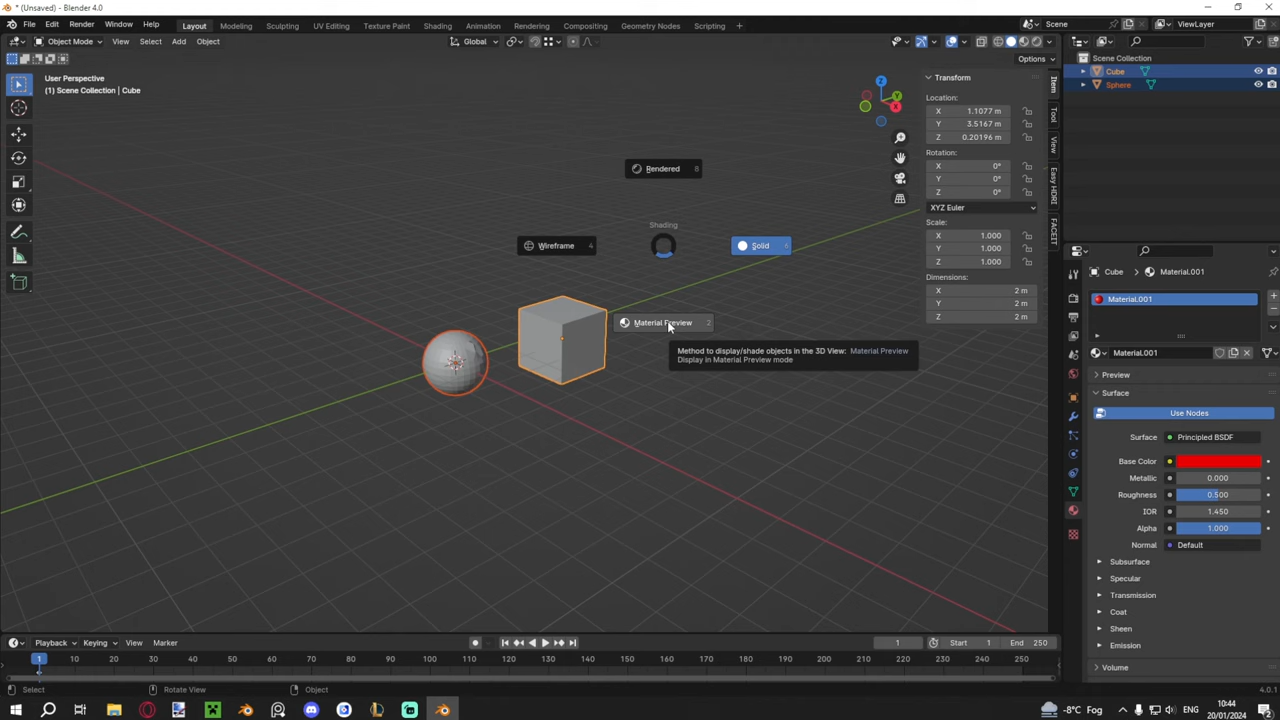 * (Unsaved) - Blender 4.0
File Edit Render Window Help Layout Modeling Sculpting UV Editing Texture Paint Shading Animation Rendering Compositing Geometry Nodes Scripting + Scene ViewLayer
Object Mode View Select Add Object Global
Options
User Perspective
(1) Scene Collection | Cube
Z
Y
X
Rendered 8
Shading
Wireframe 4
Solid 6
Material Preview 2
Method to display/shade objects in the 3D View: Material Preview
Display in Material Preview mode
Transform
Location:
X 1.1077 m
Y 3.5167 m
Z 0.20196 m
Rotation:
X 0°
Y 0°
Z 0°
XYZ Euler
Scale:
X 1.000
Y 1.000
Z 1.000
Dimensions:
X 2 m
Y 2 m
Z 2 m
Item
Tool
View
Easy HDRI
FACEIT
Scene Collection
Cube
Sphere
Cube Material.001
Material.001
Material.001
Preview
Surface
Use Nodes
Surface Principled BSDF
Base Color
Metallic 0.000
Roughness 0.500
IOR 1.450
Alpha 1.000
Normal Default
Subsurface
Specular
Transmission
Coat
Sheen
Emission
Volume
Playback Keying View Marker 1 Start 1 End 250
1 10 20 30 40 50 60 70 80 90 100 110 120 130 140 150 160 170 180 190 200 210 220 230 240 250
Select Rotate View Object 4.0.1
-8°C Fog ENG 10:44
20/01/2024
2